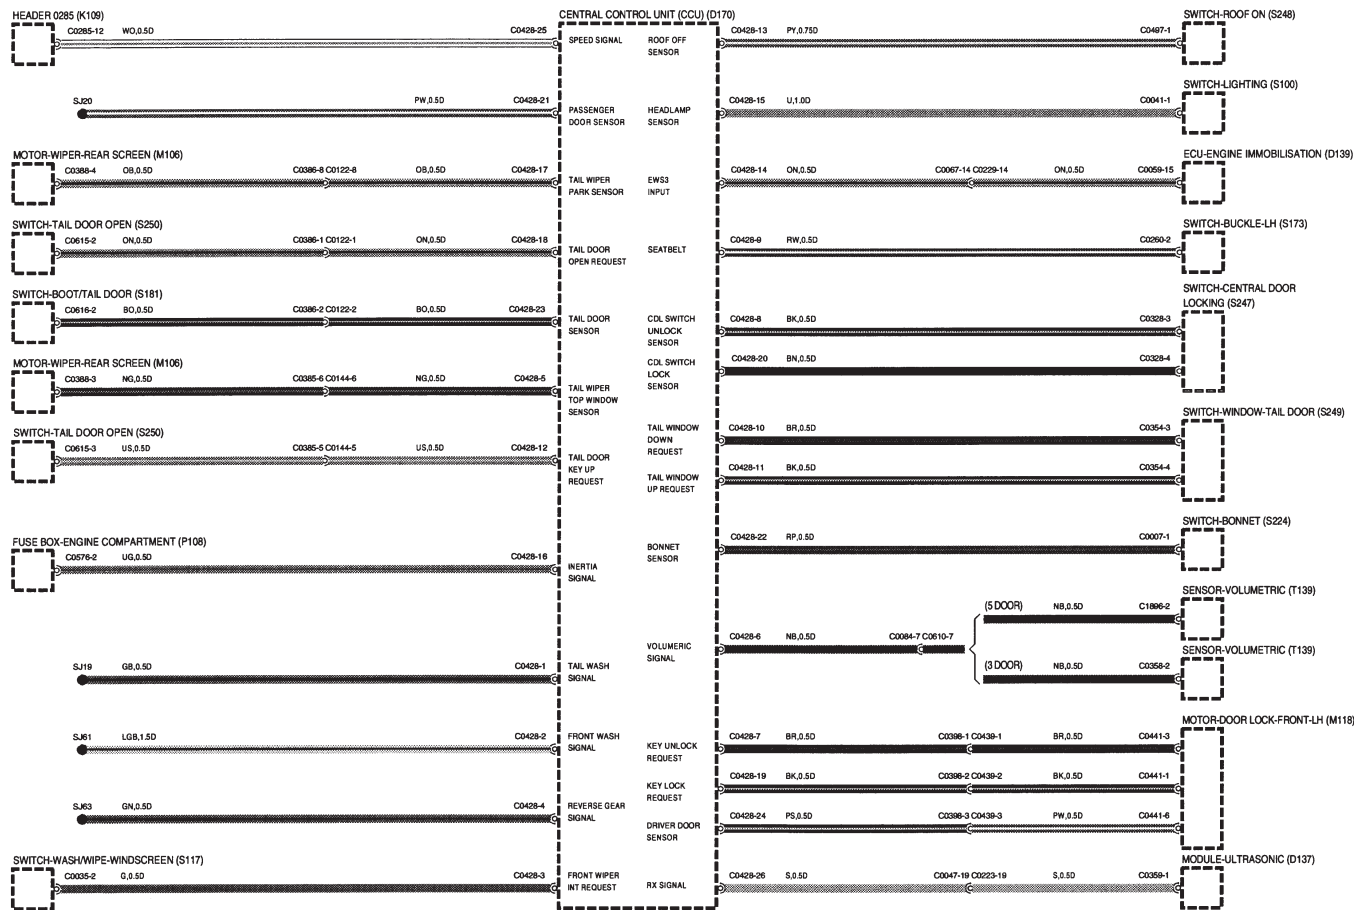 HEADER 0285 (K109)
C0285-12 WO,0.5D C0428-25
SJ20 PW,0.5D C0428-21
MOTOR-WIPER-REAR SCREEN (M106)
C0388-4 OB,0.5D C0386-8 C0122-8 OB,0.5D C0428-17
SWITCH-TAIL DOOR OPEN (S250)
C0615-2 ON,0.5D C0386-1 C0122-1 ON,0.5D C0428-18
SWITCH-BOOT/TAIL DOOR (S181)
C0616-2 BO,0.5D C0386-2 C0122-2 BO,0.5D C0428-23
MOTOR-WIPER-REAR SCREEN (M106)
C0388-3 NG,0.5D C0385-6 C0144-6 NG,0.5D C0428-5
SWITCH-TAIL DOOR OPEN (S250)
C0615-3 US,0.5D C0385-5 C0144-5 US,0.5D C0428-12
FUSE BOX-ENGINE COMPARTMENT (P108)
C0576-2 UG,0.5D C0428-16
SJ19 GB,0.5D C0428-1
SJ61 LGB,1.5D C0428-2
SJ63 GN,0.5D C0428-4
SWITCH-WASH/WIPE-WINDSCREEN (S117)
C0035-2 G,0.5D C0428-3
CENTRAL CONTROL UNIT (CCU) (D170)
SPEED SIGNAL
PASSENGER
DOOR SENSOR
TAIL WIPER
PARK SENSOR
TAIL DOOR
OPEN REQUEST
TAIL DOOR
SENSOR
TAIL WIPER
TOP WINDOW
SENSOR
TAIL DOOR
KEY UP
REQUEST
INERTIA
SIGNAL
TAIL WASH
SIGNAL
FRONT WASH
SIGNAL
REVERSE GEAR
SIGNAL
FRONT WIPER
INT REQUEST
ROOF OFF
SENSOR
HEADLAMP
SENSOR
EWS3
INPUT
SEATBELT
CDL SWITCH
UNLOCK
SENSOR
CDL SWITCH
LOCK
SENSOR
TAIL WINDOW
DOWN
REQUEST
TAIL WINDOW
UP REQUEST
BONNET
SENSOR
VOLUMERIC
SIGNAL
KEY UNLOCK
REQUEST
KEY LOCK
REQUEST
DRIVER DOOR
SENSOR
RX SIGNAL
SWITCH-ROOF ON (S248)
C0428-13 PY,0.75D C0497-1
SWITCH-LIGHTING (S100)
C0428-15 U,1.0D C0041-1
ECU-ENGINE IMMOBILISATION (D139)
C0428-14 ON,0.5D C0067-14 C0229-14 ON,0.5D C0059-15
SWITCH-BUCKLE-LH (S173)
C0428-9 RW,0.5D C0260-2
SWITCH-CENTRAL DOOR
LOCKING (S247)
C0428-8 BK,0.5D C0328-3
C0428-20 BN,0.5D C0328-4
SWITCH-WINDOW-TAIL DOOR (S249)
C0428-10 BR,0.5D C0354-3
C0428-11 BK,0.5D C0354-4
SWITCH-BONNET (S224)
C0428-22 RP,0.5D C0007-1
SENSOR-VOLUMETRIC (T139)
(5 DOOR) NB,0.5D C1896-2
C0428-6 NB,0.5D C0084-7 C0610-7
SENSOR-VOLUMETRIC (T139)
(3 DOOR) NB,0.5D C0358-2
MOTOR-DOOR LOCK-FRONT-LH (M118)
C0428-7 BR,0.5D C0398-1 C0439-1 BR,0.5D C0441-3
C0428-19 BK,0.5D C0398-2 C0439-2 BK,0.5D C0441-1
C0428-24 PS,0.5D C0398-3 C0439-3 PW,0.5D C0441-6
MODULE-ULTRASONIC (D137)
C0428-26 S,0.5D C0047-19 C0223-19 S,0.5D C0359-1